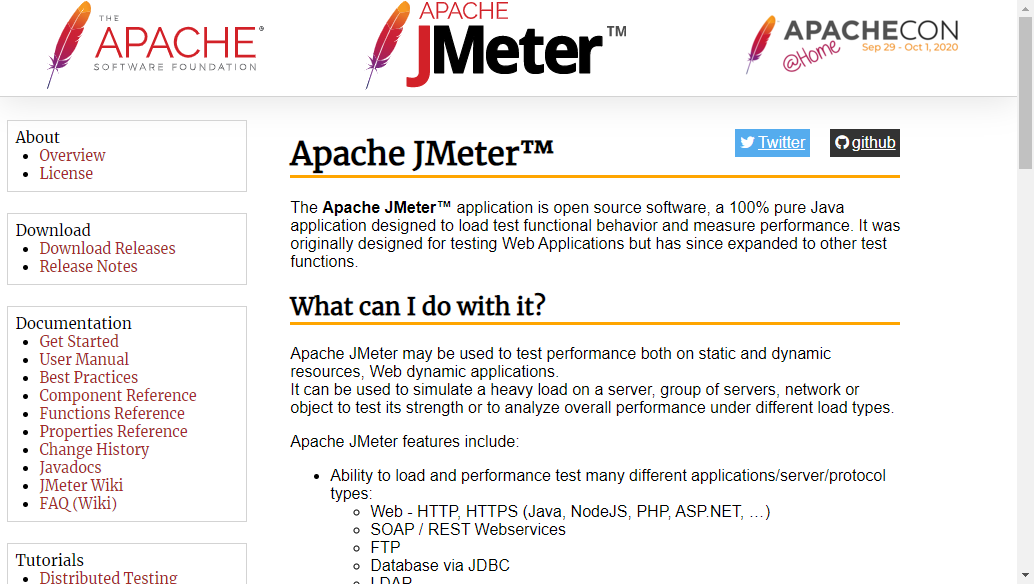 THE
APACHE®
SOFTWARE FOUNDATION
APACHE
JMeter™
APACHECON
Sep 29 - Oct 1, 2020
@Home
About
Overview
License
Download
Download Releases
Release Notes
Documentation
Get Started
User Manual
Best Practices
Component Reference
Functions Reference
Properties Reference
Change History
Javadocs
JMeter Wiki
FAQ (Wiki)
Tutorials
Distributed Testing
Twitter
github
Apache JMeter™
The Apache JMeter™ application is open source software, a 100% pure Java
application designed to load test functional behavior and measure performance. It was
originally designed for testing Web Applications but has since expanded to other test
functions.
What can I do with it?
Apache JMeter may be used to test performance both on static and dynamic
resources, Web dynamic applications.
It can be used to simulate a heavy load on a server, group of servers, network or
object to test its strength or to analyze overall performance under different load types.
Apache JMeter features include:
Ability to load and performance test many different applications/server/protocol
types:
Web - HTTP, HTTPS (Java, NodeJS, PHP, ASP.NET, …)
SOAP / REST Webservices
FTP
Database via JDBC
LDAP